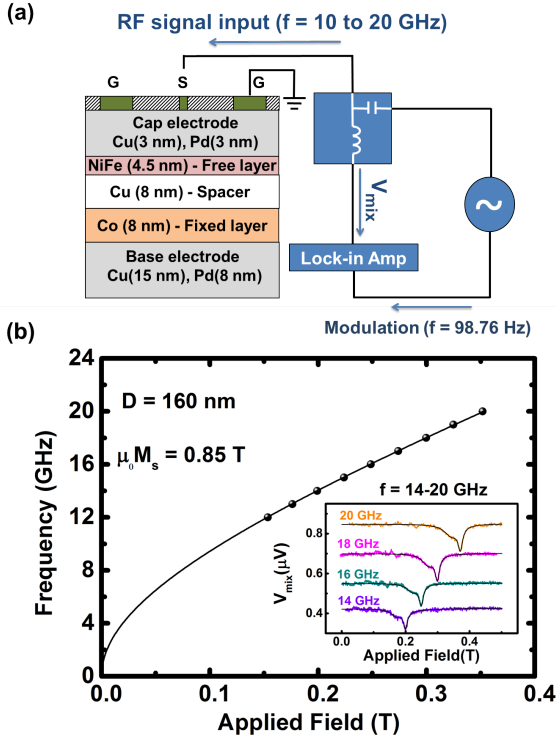 (a)
RF signal input (f = 10 to 20 GHz)
G S G
Cap electrode
Cu(3 nm), Pd(3 nm)
NiFe (4.5 nm) - Free layer
Cu (8 nm) - Spacer
Co (8 nm) - Fixed layer
Base electrode
Cu(15 nm), Pd(8 nm)
Vmix
~
Lock-in Amp
Modulation (f = 98.76 Hz)
(b)
24
20
16
12
8
4
0
Frequency (GHz)
D = 160 nm
μ₀Mₛ = 0.85 T
f = 14-20 GHz
20 GHz
18 GHz
16 GHz
14 GHz
0.8
0.6
0.4
Vmix(μV)
0.0 0.2 0.4
Applied Field(T)
0.0 0.1 0.2 0.3 0.4
Applied Field (T)